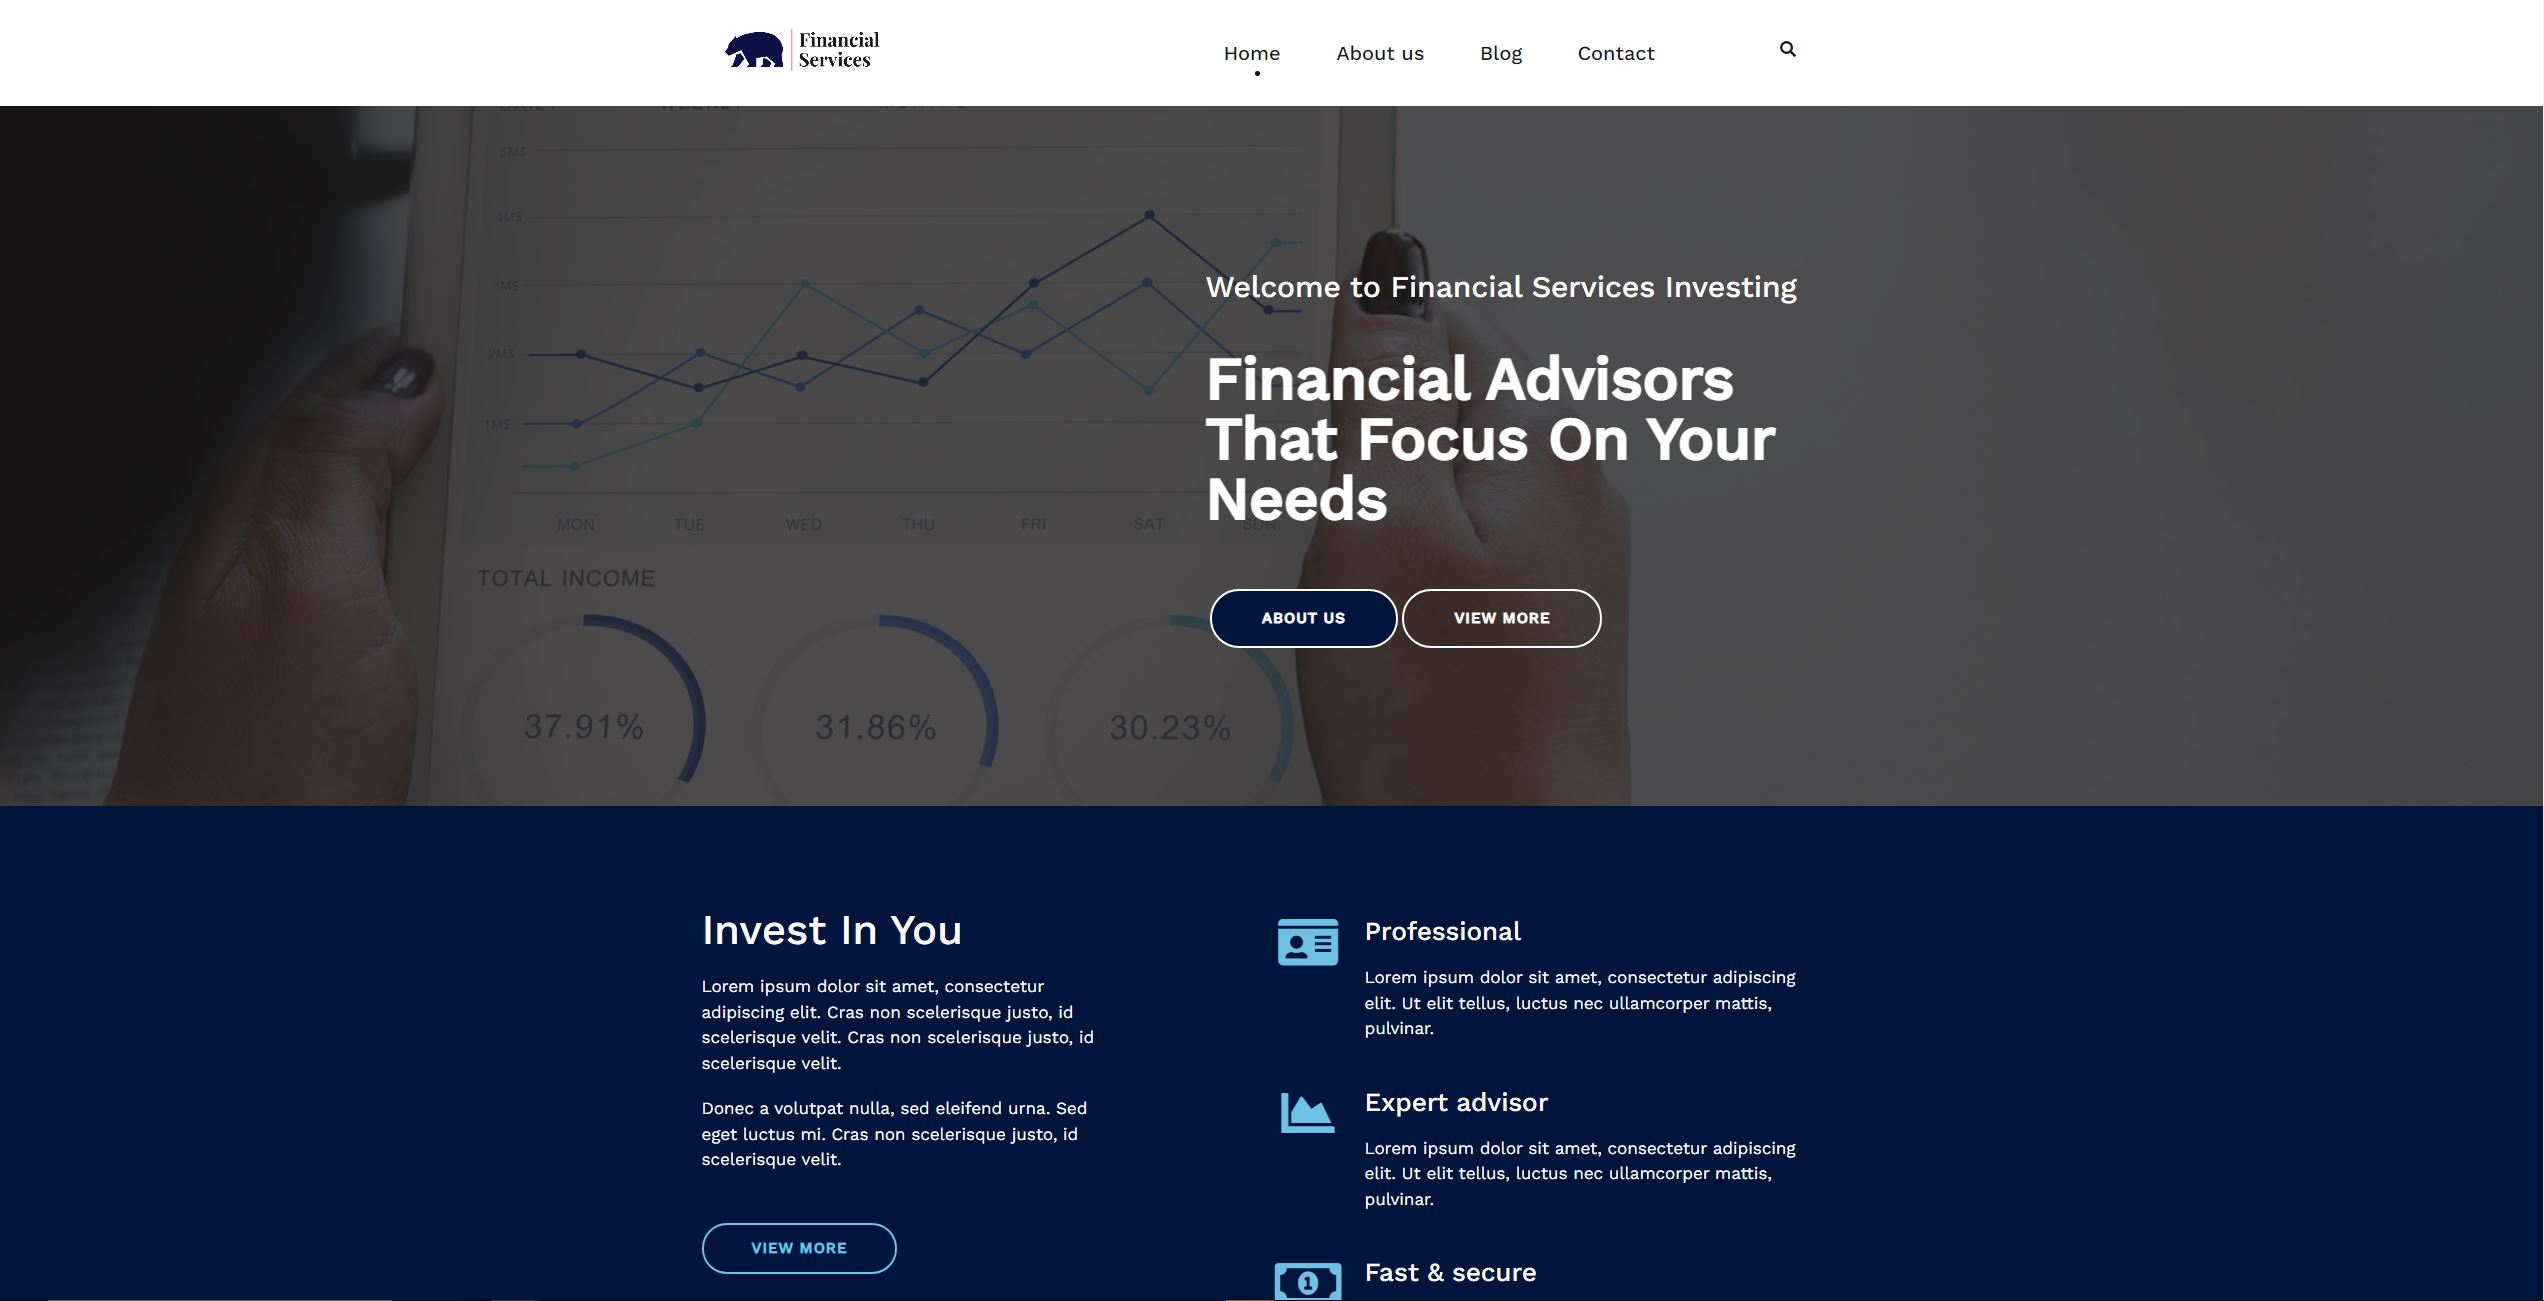 Financial
Services
Home
About us
Blog
Contact
5M$
4M$
3M$
2M$
1M$
MON
TUE
WED
THU
FRI
SAT
SUN
TOTAL INCOME
37.91%
31.86%
30.23%
Welcome to Financial Services Investing
Financial Advisors
That Focus On Your
Needs
ABOUT US
VIEW MORE
Invest In You
Lorem ipsum dolor sit amet, consectetur
adipiscing elit. Cras non scelerisque justo, id
scelerisque velit. Cras non scelerisque justo, id
scelerisque velit.
Donec a volutpat nulla, sed eleifend urna. Sed
eget luctus mi. Cras non scelerisque justo, id
scelerisque velit.
VIEW MORE
Professional
Lorem ipsum dolor sit amet, consectetur adipiscing
elit. Ut elit tellus, luctus nec ullamcorper mattis,
pulvinar.
Expert advisor
Lorem ipsum dolor sit amet, consectetur adipiscing
elit. Ut elit tellus, luctus nec ullamcorper mattis,
pulvinar.
1
Fast & secure